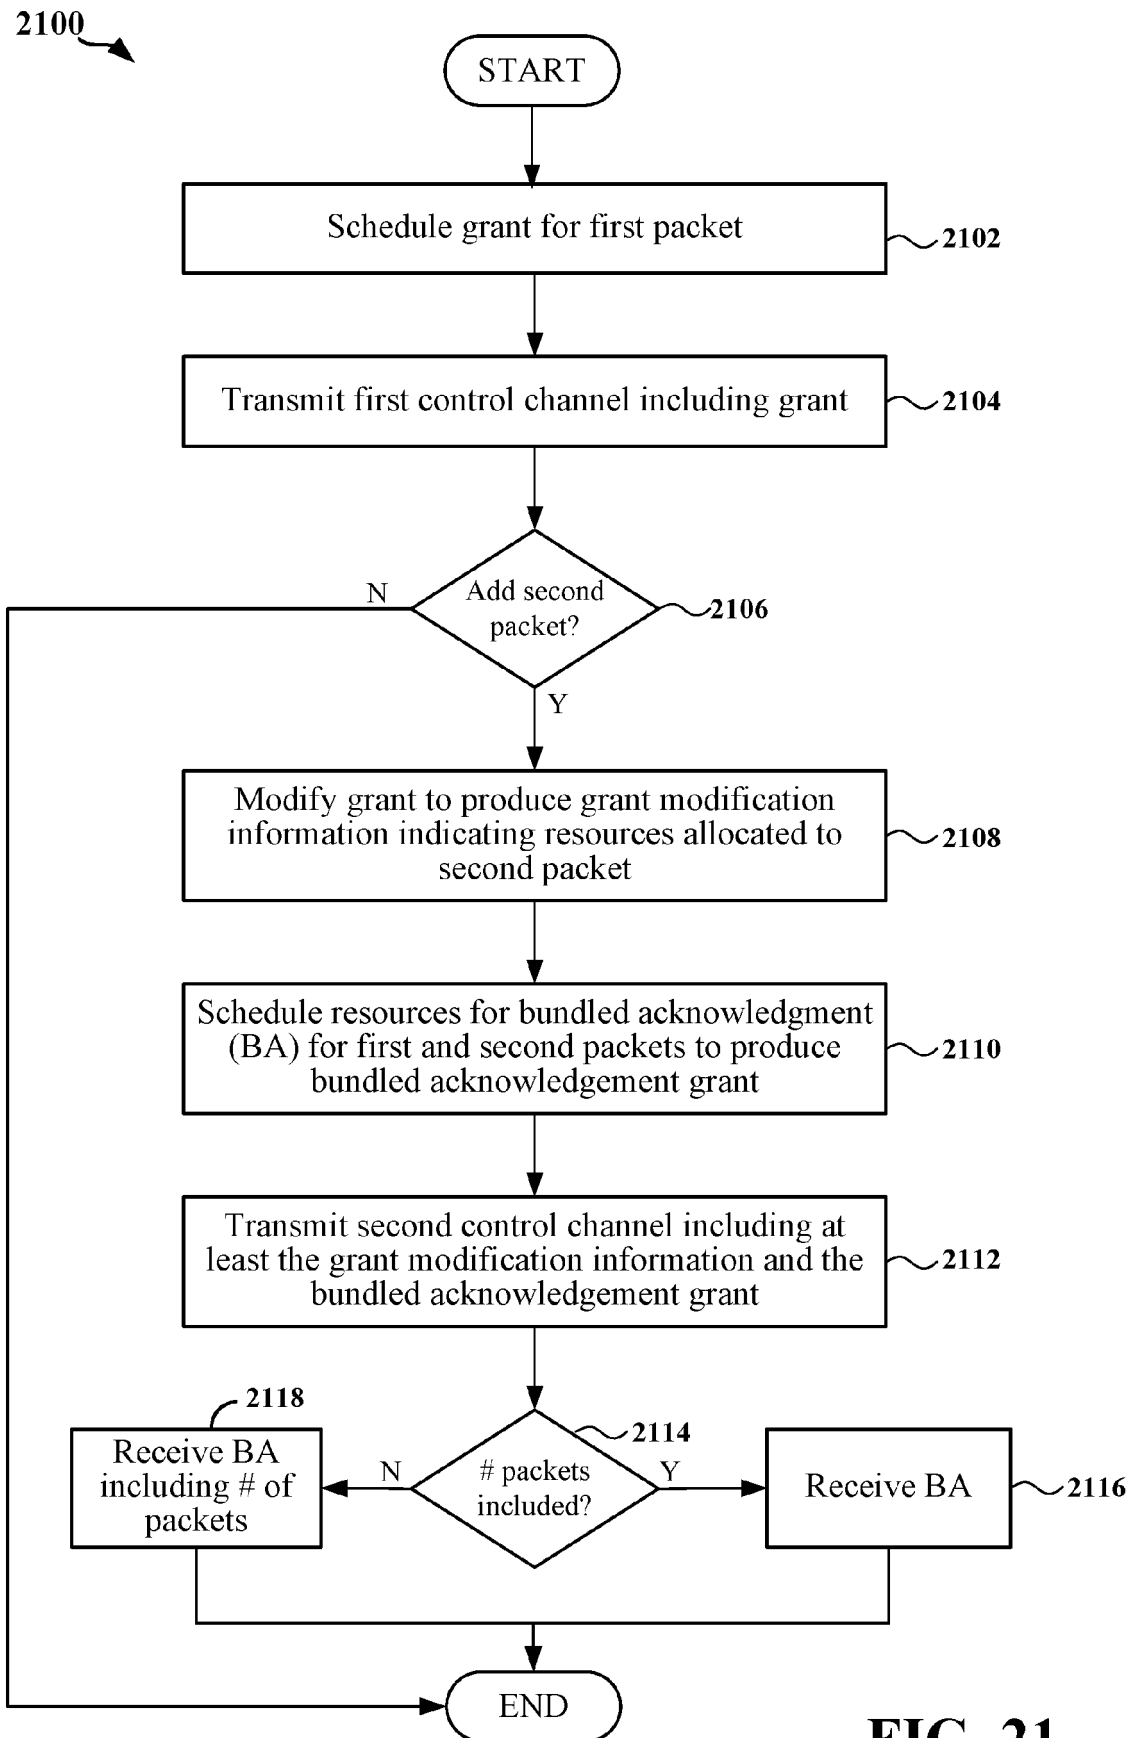 2100
START
Schedule grant for first packet
2102
Transmit first control channel including grant
2104
N
Add second
packet?
2106
Y
Modify grant to produce grant modification
information indicating resources allocated to
second packet
2108
Schedule resources for bundled acknowledgment
(BA) for first and second packets to produce
bundled acknowledgement grant
2110
Transmit second control channel including at
least the grant modification information and the
bundled acknowledgement grant
2112
2118
Receive BA
including # of
packets
N
# packets
included?
2114
Y
Receive BA
2116
END
FIG. 21